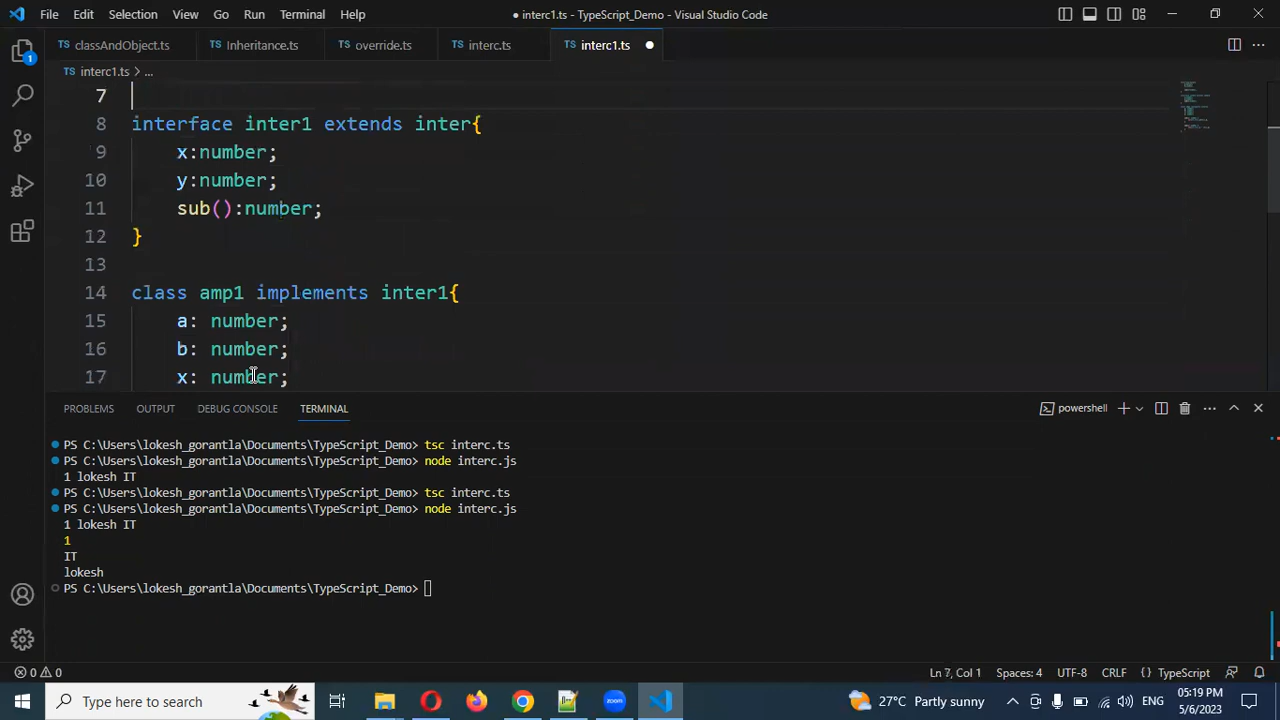 File Edit Selection View Go Run Terminal Help
● interc1.ts - TypeScript_Demo - Visual Studio Code
TS classAndObject.ts TS Inheritance.ts TS override.ts TS interc.ts TS interc1.ts ●
TS interc1.ts > ...
7
8 interface inter1 extends inter{
9 x:number;
10 y:number;
11 sub():number;
12 }
13
14 class amp1 implements inter1{
15 a: number;
16 b: number;
17 x: number;
PROBLEMS OUTPUT DEBUG CONSOLE TERMINAL
powershell
PS C:\Users\lokesh_gorantla\Documents\TypeScript_Demo> tsc interc.ts
PS C:\Users\lokesh_gorantla\Documents\TypeScript_Demo> node interc.js
1 lokesh IT
PS C:\Users\lokesh_gorantla\Documents\TypeScript_Demo> tsc interc.ts
PS C:\Users\lokesh_gorantla\Documents\TypeScript_Demo> node interc.js
1 lokesh IT
1
IT
lokesh
PS C:\Users\lokesh_gorantla\Documents\TypeScript_Demo>
0 0 Ln 7, Col 1 Spaces: 4 UTF-8 CRLF {} TypeScript
Type here to search
zoom
27°C Partly sunny
ENG
05:19 PM
5/6/2023